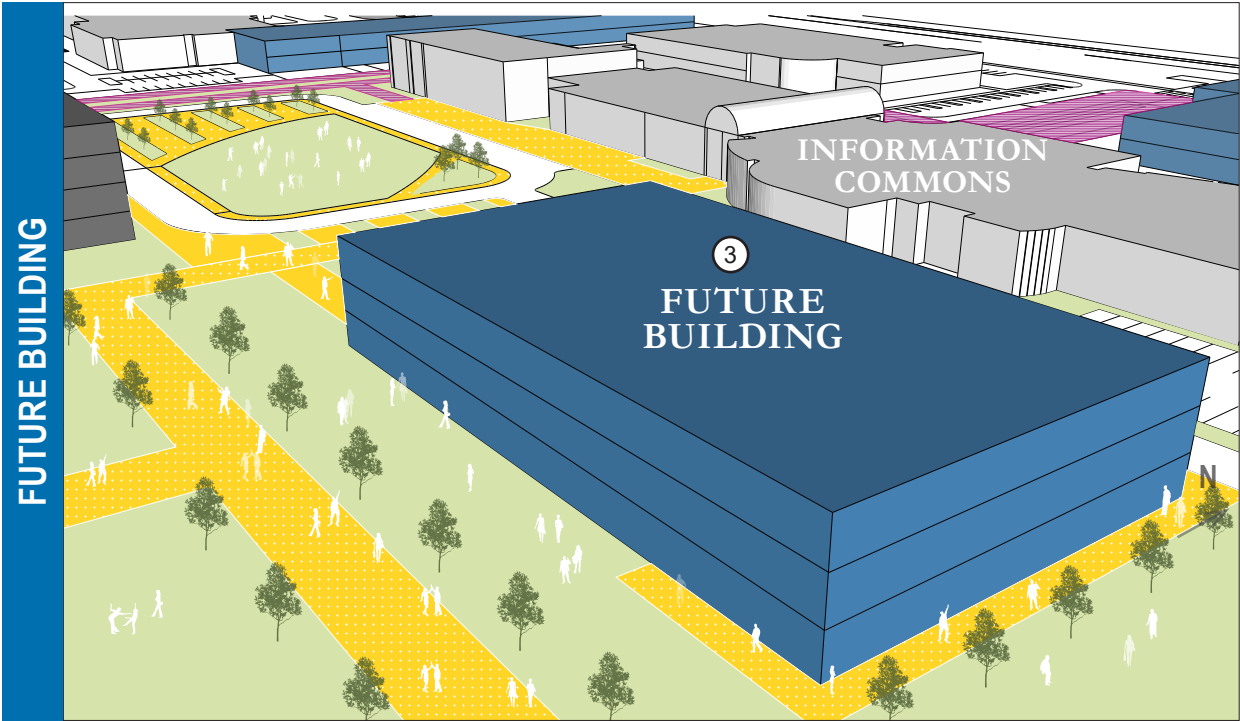 FUTURE BUILDING
INFORMATION
COMMONS
3
FUTURE
BUILDING
N